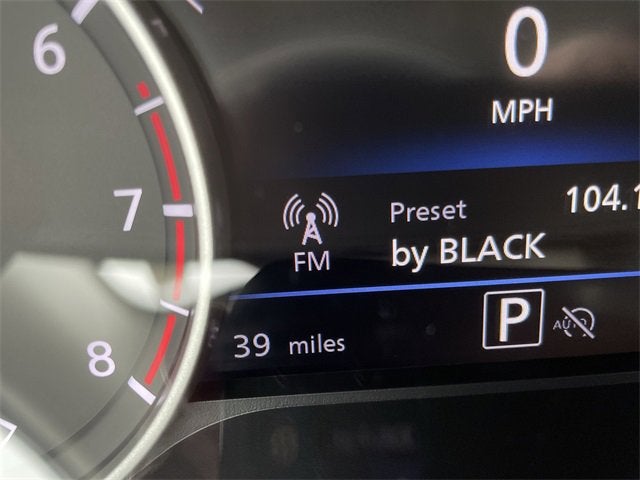 6
7
8
0
MPH
FM
Preset
104.1
by BLACK
P
AUTO
39 miles